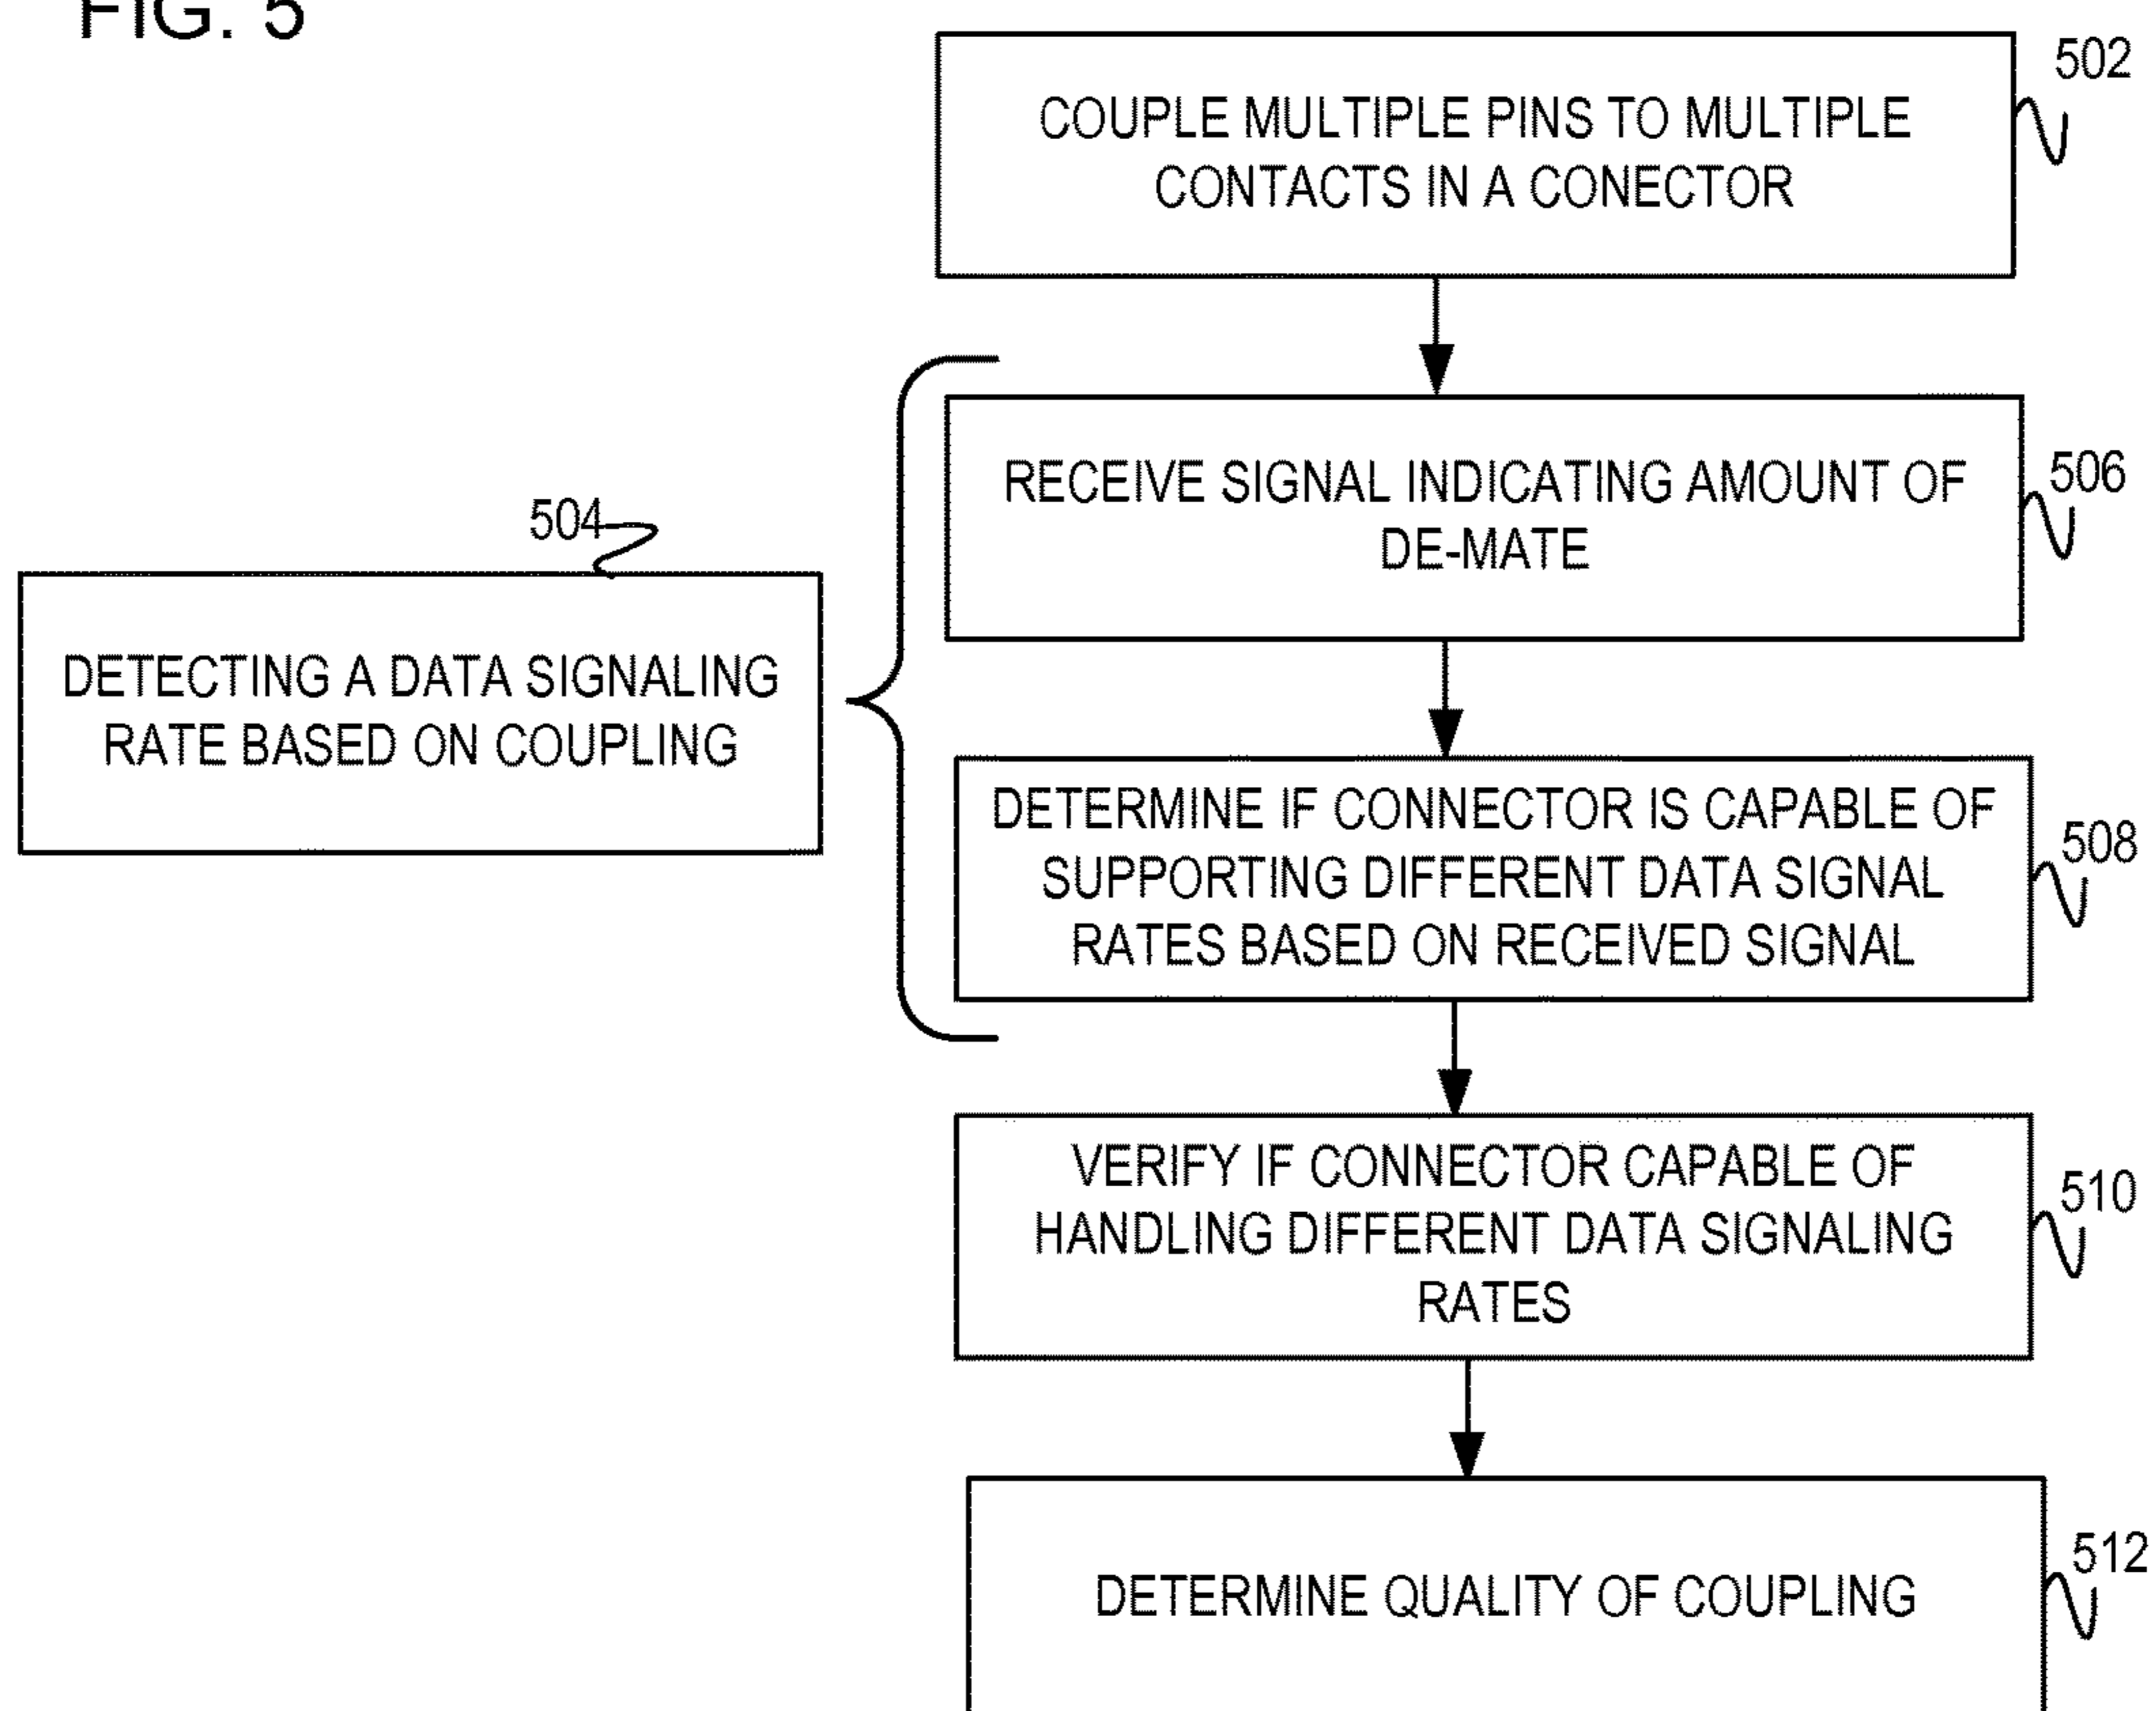 FIG. 5
502
COUPLE MULTIPLE PINS TO MULTIPLE
CONTACTS IN A CONECTOR
506
RECEIVE SIGNAL INDICATING AMOUNT OF
DE-MATE
504
DETECTING A DATA SIGNALING
RATE BASED ON COUPLING
508
DETERMINE IF CONNECTOR IS CAPABLE OF
SUPPORTING DIFFERENT DATA SIGNAL
RATES BASED ON RECEIVED SIGNAL
510
VERIFY IF CONNECTOR CAPABLE OF
HANDLING DIFFERENT DATA SIGNALING
RATES
512
DETERMINE QUALITY OF COUPLING